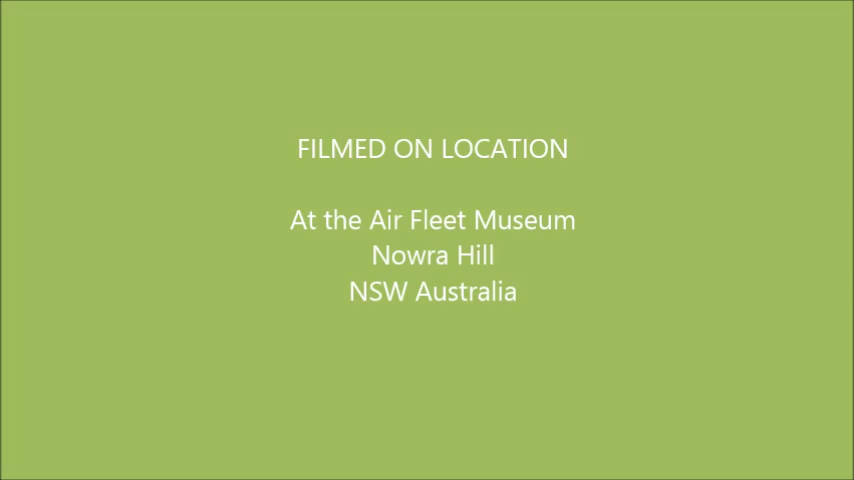 FILMED ON LOCATION
At the Air Fleet Museum
Nowra Hill
NSW Australia